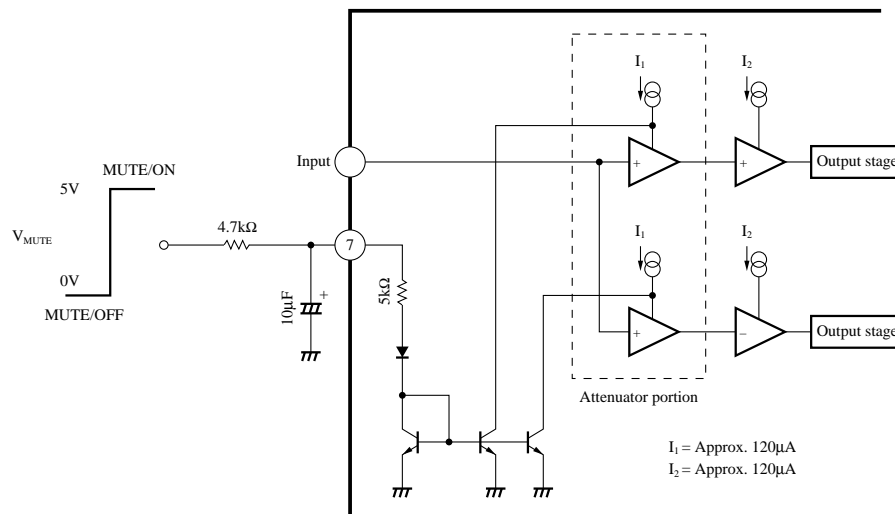 I₁
I₂
Input
+
+
Output stage
MUTE/ON
5V
V_MUTE
0V
MUTE/OFF
4.7kΩ
7
10μF
+
5kΩ
I₁
I₂
+
−
Output stage
Attenuator portion
I₁ = Approx. 120μA
I₂ = Approx. 120μA